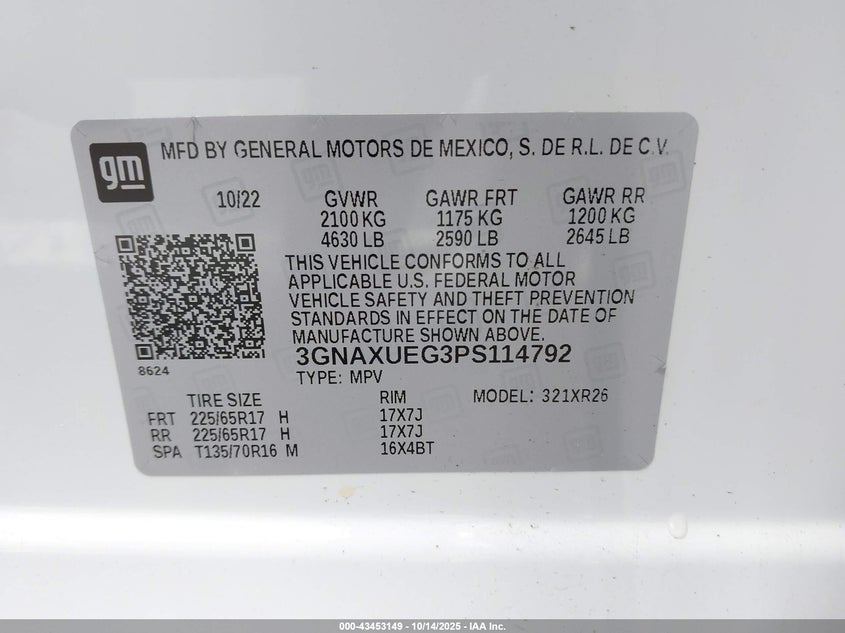 gm MFD BY GENERAL MOTORS DE MEXICO, S. DE R.L. DE C.V.
10/22 GVWR GAWR FRT GAWR RR
2100 KG 1175 KG 1200 KG
4630 LB 2590 LB 2645 LB
THIS VEHICLE CONFORMS TO ALL
APPLICABLE U.S. FEDERAL MOTOR
VEHICLE SAFETY AND THEFT PREVENTION
STANDARDS IN EFFECT ON THE DATE OF
MANUFACTURE SHOWN ABOVE.
3GNAXUEG3PS114792
8624
TYPE: MPV
TIRE SIZE RIM MODEL: 321XR26
FRT 225/65R17 H 17X7J
RR 225/65R17 H 17X7J
SPA T135/70R16 M 16X4BT
000-43453149 - 10/14/2025 - IAA Inc.